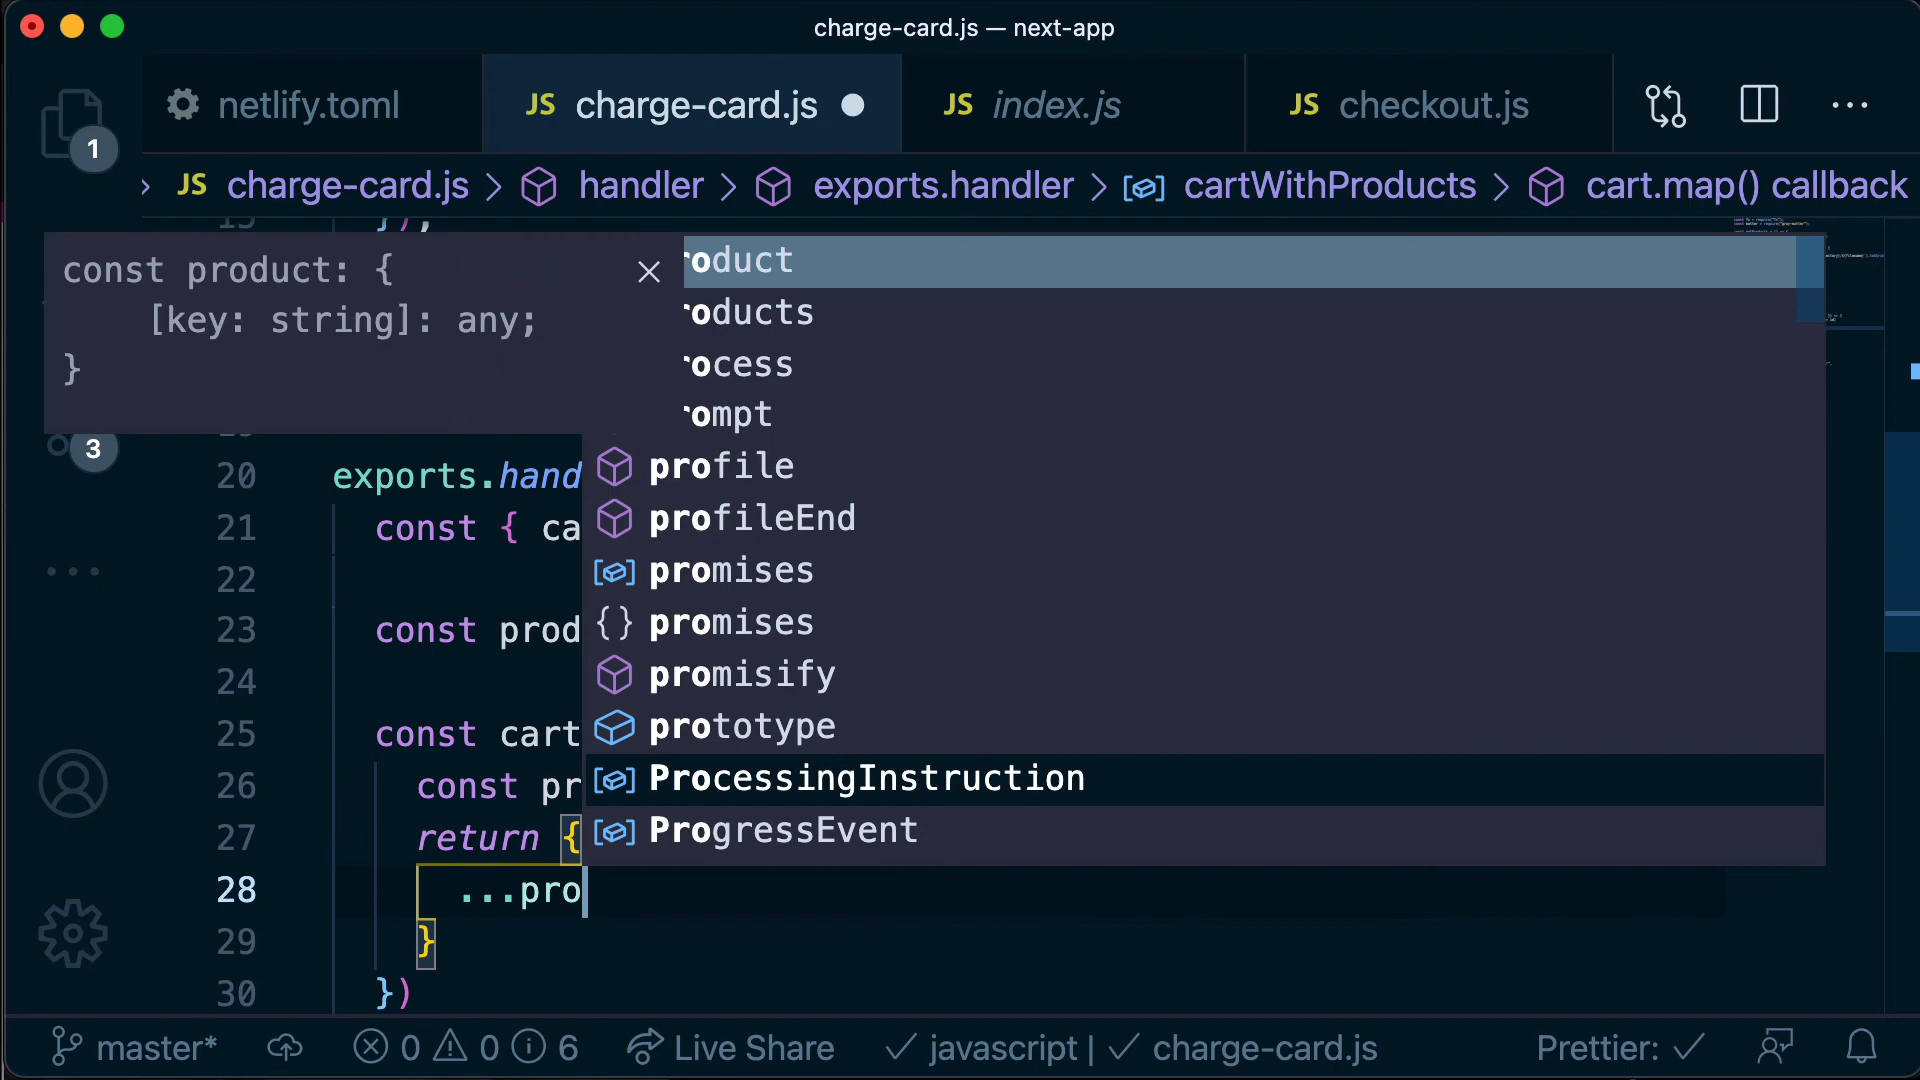 charge-card.js — next-app
netlify.toml
JS charge-card.js
JS index.js
JS checkout.js
1
JS charge-card.js > handler > exports.handler > cartWithProducts > cart.map() callback
const product: {
[key: string]: any;
}
roduct
roducts
rocess
rompt
profile
profileEnd
promises
{} promises
promisify
prototype
ProcessingInstruction
ProgressEvent
3
20 exports.hand
21 const { ca
22
23 const prod
24
25 const cart
26 const pr
27 return {
28 ...pro
29 }
30 })
master* 0 0 6 Live Share javascript | charge-card.js Prettier: